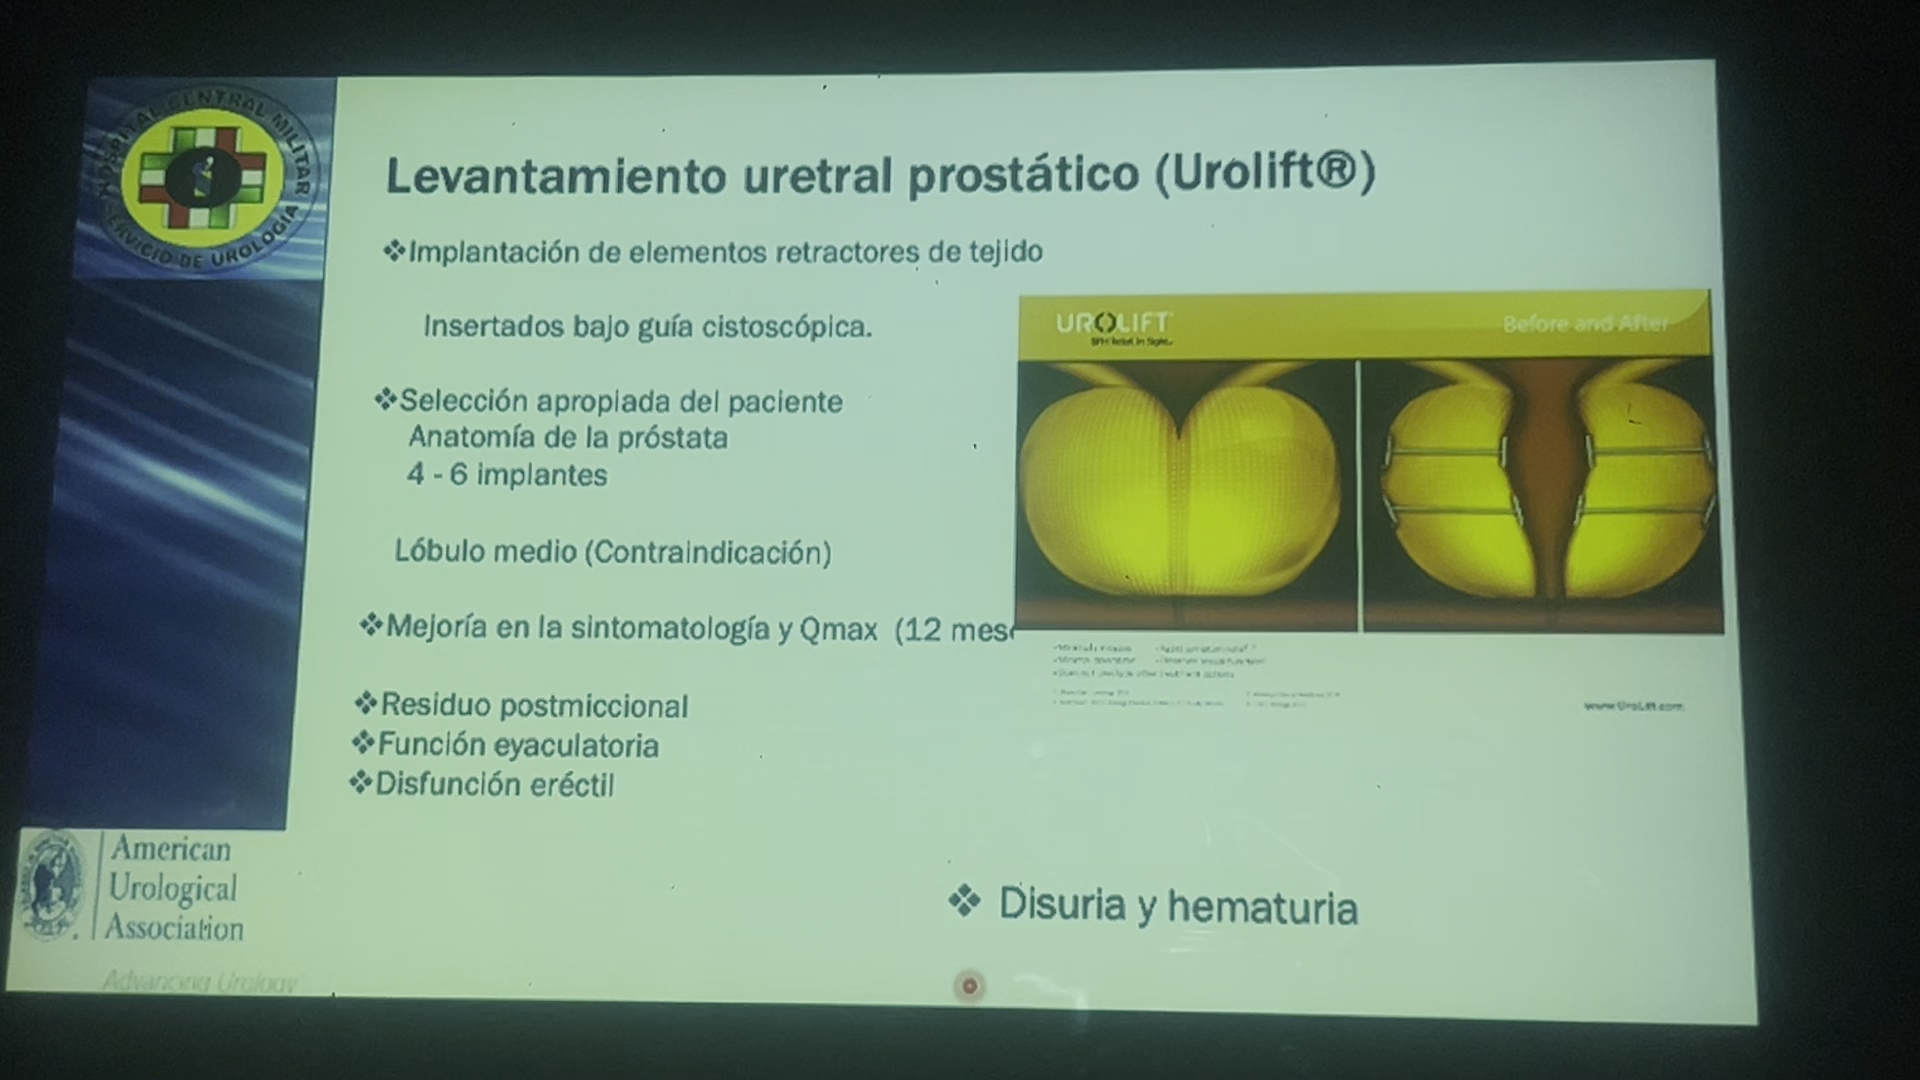 HOSPITAL CENTRAL MILITAR
SERVICIO DE UROLOGIA
Levantamiento uretral prostático (Urolift®)
❖Implantación de elementos retractores de tejido
Insertados bajo guía cistoscópica.
❖Selección apropiada del paciente
Anatomía de la próstata
4 - 6 implantes
Lóbulo medio (Contraindicación)
❖Mejoría en la sintomatología y Qmax (12 mes
❖Residuo postmiccional
❖Función eyaculatoria
❖Disfunción eréctil
UROLIFT
Before and After
www.UroLift.com
❖ Disuria y hematuria
American
Urological
Association
Advancing Urology